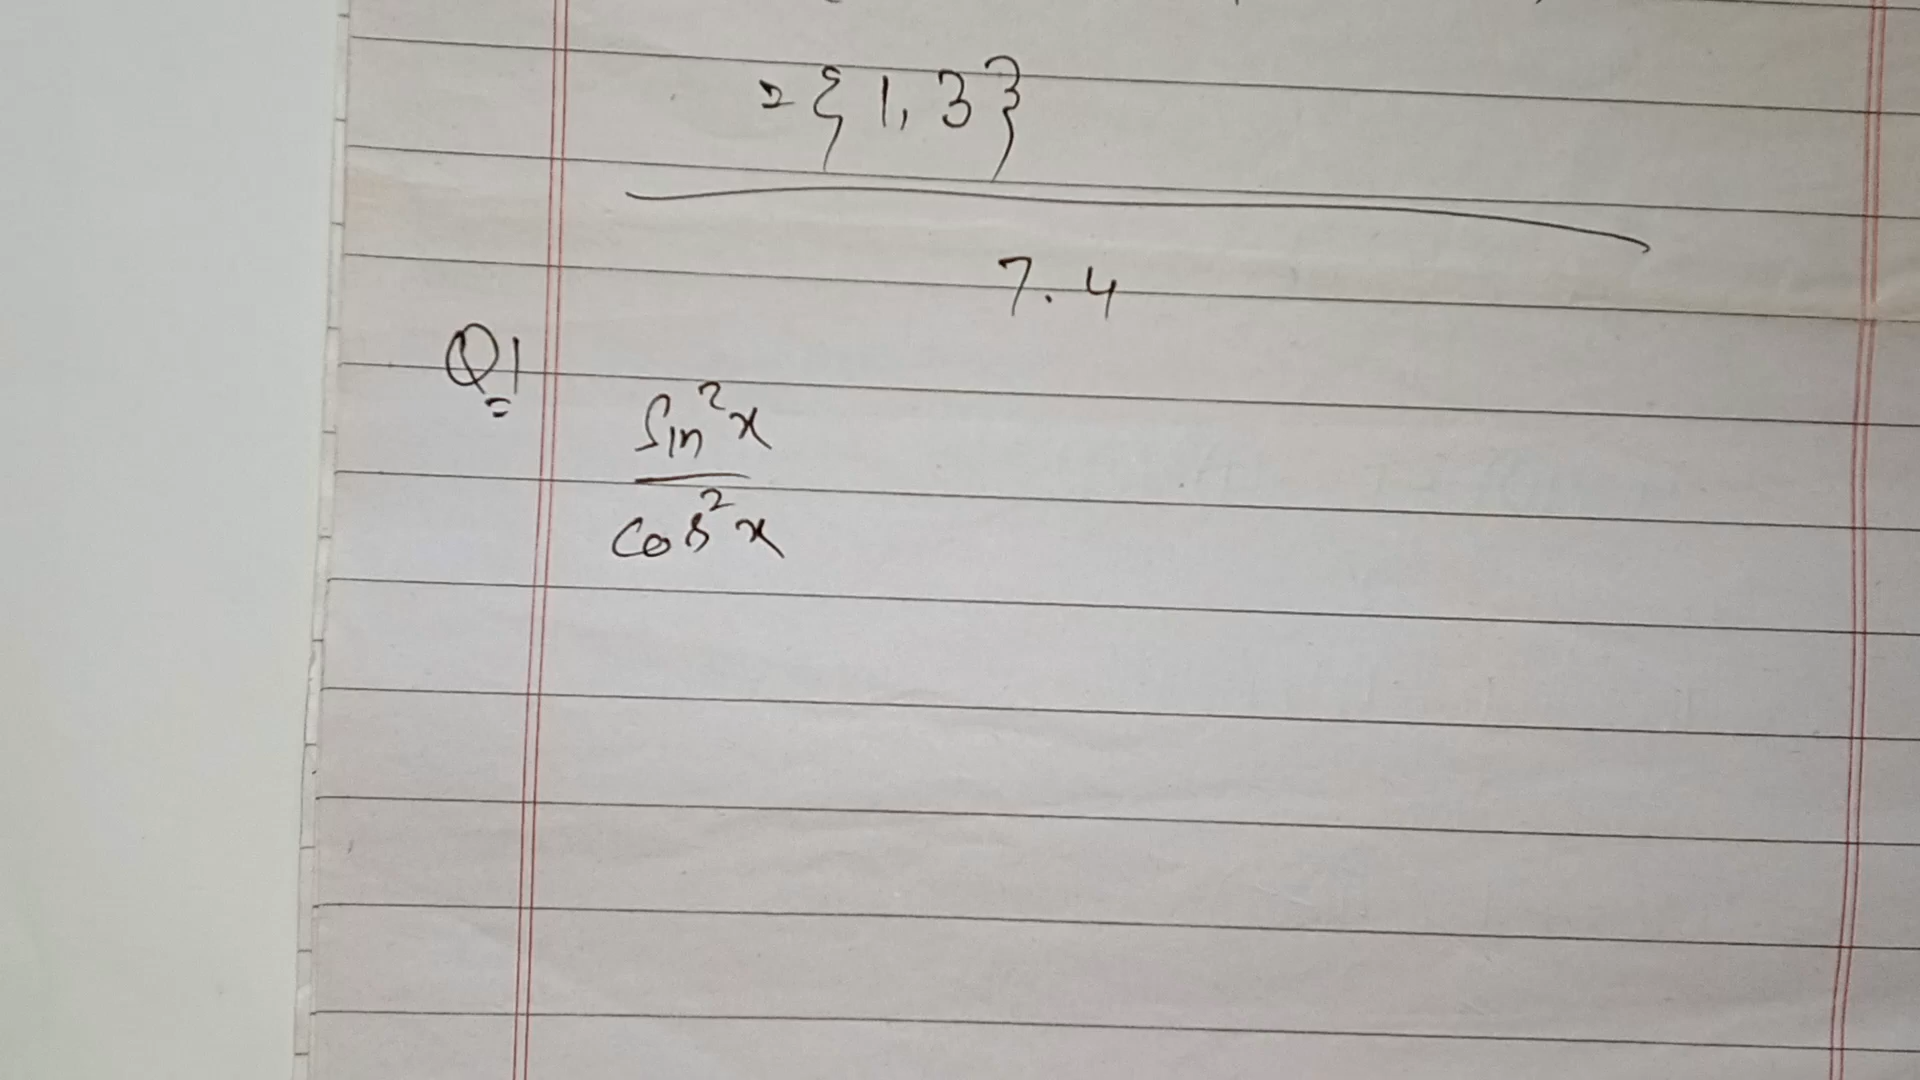 = { 1, 3 }
7.4
Q1
Sin²x
cos²x